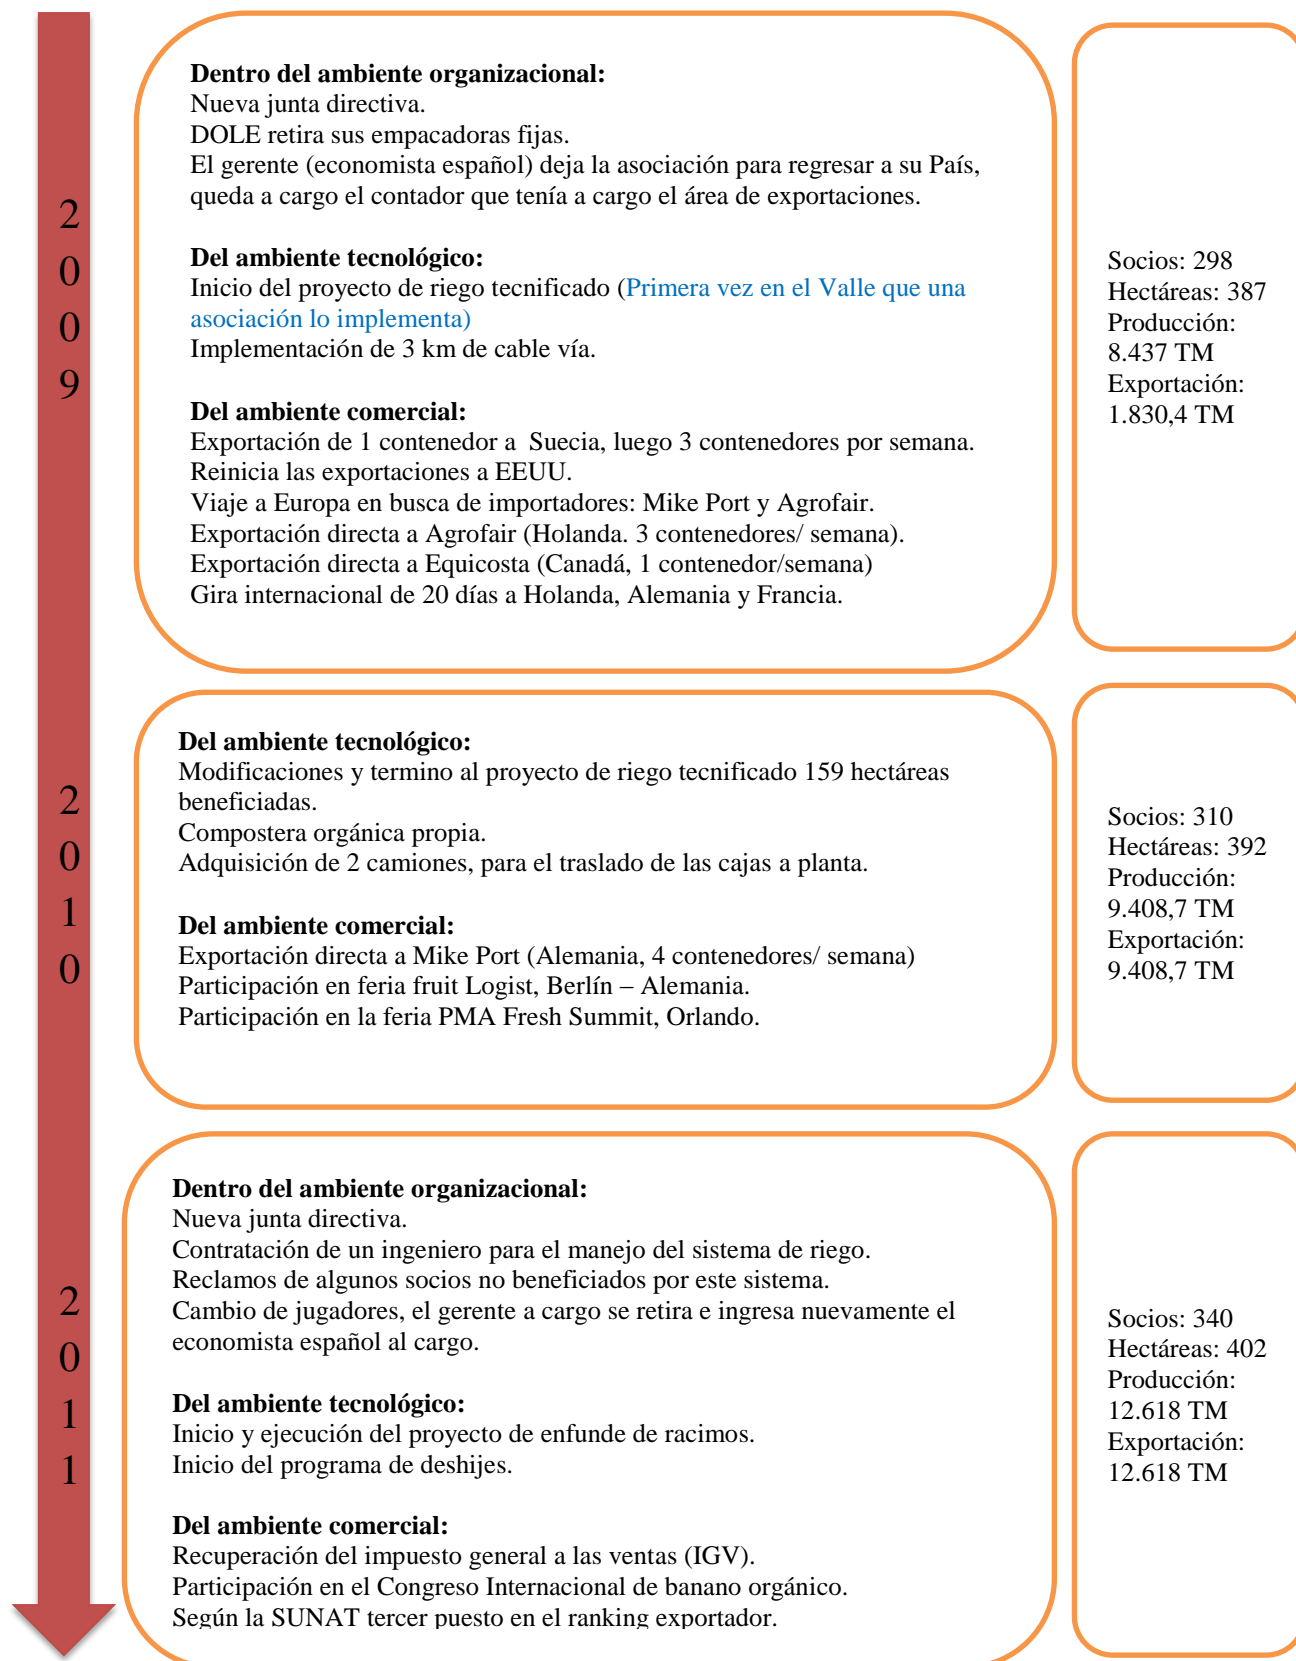 2
0
0
9
Dentro del ambiente organizacional:
Nueva junta directiva.
DOLE retira sus empacadoras fijas.
El gerente (economista español) deja la asociación para regresar a su País,
queda a cargo el contador que tenía a cargo el área de exportaciones.
Del ambiente tecnológico:
Inicio del proyecto de riego tecnificado (Primera vez en el Valle que una
asociación lo implementa)
Implementación de 3 km de cable vía.
Del ambiente comercial:
Exportación de 1 contenedor a  Suecia, luego 3 contenedores por semana.
Reinicia las exportaciones a EEUU.
Viaje a Europa en busca de importadores: Mike Port y Agrofair.
Exportación directa a Agrofair (Holanda. 3 contenedores/ semana).
Exportación directa a Equicosta (Canadá, 1 contenedor/semana)
Gira internacional de 20 días a Holanda, Alemania y Francia.
Socios: 298
Hectáreas: 387
Producción:
8.437 TM
Exportación:
1.830,4 TM
2
0
1
0
Del ambiente tecnológico:
Modificaciones y termino al proyecto de riego tecnificado 159 hectáreas
beneficiadas.
Compostera orgánica propia.
Adquisición de 2 camiones, para el traslado de las cajas a planta.
Del ambiente comercial:
Exportación directa a Mike Port (Alemania, 4 contenedores/ semana)
Participación en feria fruit Logist, Berlín – Alemania.
Participación en la feria PMA Fresh Summit, Orlando.
Socios: 310
Hectáreas: 392
Producción:
9.408,7 TM
Exportación:
9.408,7 TM
2
0
1
1
Dentro del ambiente organizacional:
Nueva junta directiva.
Contratación de un ingeniero para el manejo del sistema de riego.
Reclamos de algunos socios no beneficiados por este sistema.
Cambio de jugadores, el gerente a cargo se retira e ingresa nuevamente el
economista español al cargo.
Del ambiente tecnológico:
Inicio y ejecución del proyecto de enfunde de racimos.
Inicio del programa de deshijes.
Del ambiente comercial:
Recuperación del impuesto general a las ventas (IGV).
Participación en el Congreso Internacional de banano orgánico.
Según la SUNAT tercer puesto en el ranking exportador.
Socios: 340
Hectáreas: 402
Producción:
12.618 TM
Exportación:
12.618 TM